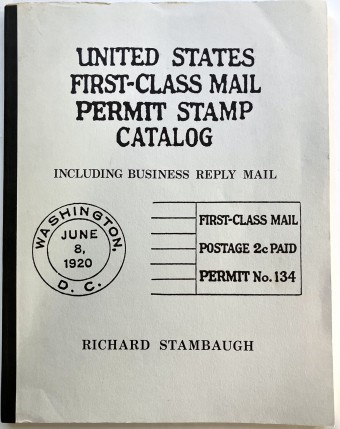 UNITED STATES
FIRST-CLASS MAIL
PERMIT STAMP
CATALOG
INCLUDING BUSINESS REPLY MAIL
WASHINGTON,
JUNE
8,
1920
D. C.
FIRST-CLASS MAIL
POSTAGE 2c PAID
PERMIT No. 134
RICHARD STAMBAUGH